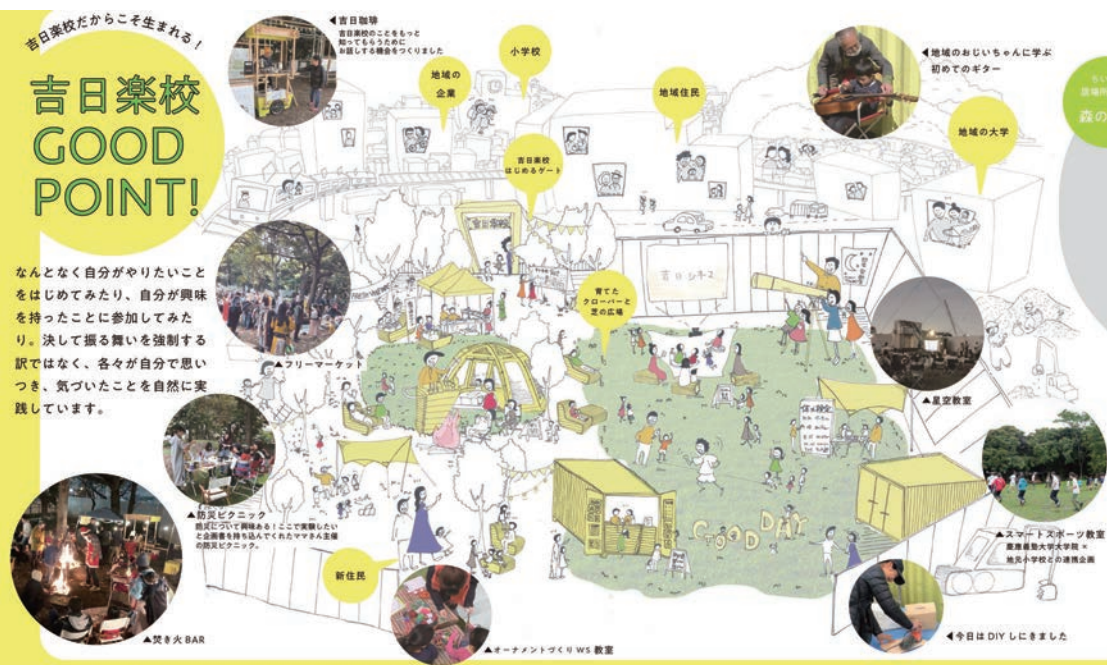 吉日楽校だからこそ生まれる！
吉日楽校
GOOD
POINT!
なんとなく自分がやりたいこと
をはじめてみたり、自分が興味
を持ったことに参加してみた
り。決して振る舞いを強制する
訳ではなく、各々が自分で思い
つき、気づいたことを自然に実
践しています。
◀吉日珈琲
吉日楽校のことをもっと
知ってもらうために
お話しする機会をつくりました
地域の
企業
小学校
地域住民
◀地域のおじいちゃんに学ぶ
初めてのギター
地域の大学
森の
吉日楽校
はじめるゲート
吉日楽校
吉日シネマ
育てた
クローバーと
芝の広場
▲フリーマーケット
▲星空教室
▲防災ピクニック
防災について興味ある！ここで実験したい
と企画書を持ち込んでくれたママさん主催
の防災ピクニック。
GOOD DAY
▲スマートスポーツ教室
慶應義塾大学大学院 ×
地元小学校との連携企画
新住民
▲焚き火 BAR
▲オーナメントづくり WS 教室
◀今日は DIY しにきました